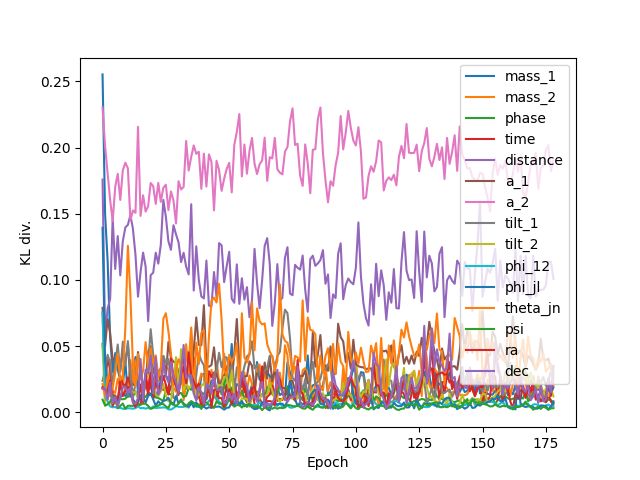 KL div.
0.25
0.20
0.15
0.10
0.05
0.00
0
25
50
75
100
125
150
175
Epoch
mass_1
mass_2
phase
time
distance
a_1
a_2
tilt_1
tilt_2
phi_12
phi_jl
theta_jn
psi
ra
dec